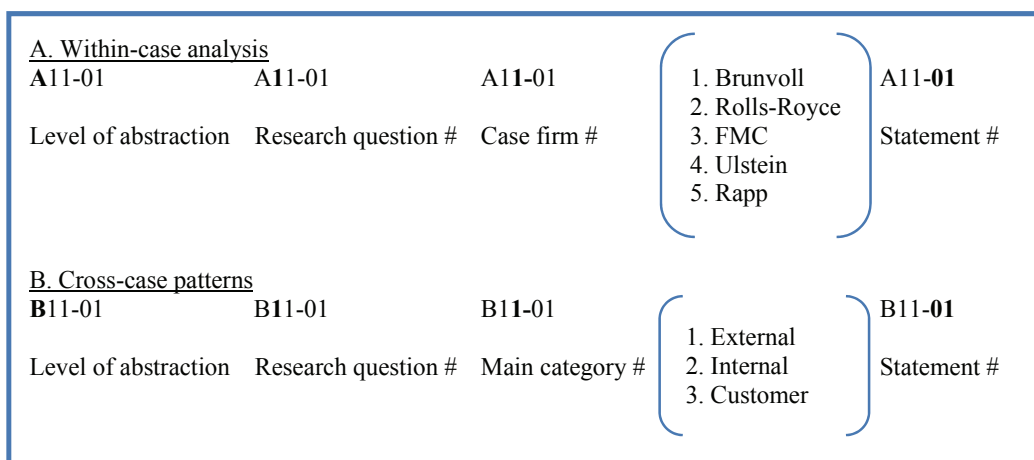 A. Within-case analysis
A11-01 A11-01 A11-01 A11-01
Level of abstraction Research question # Case firm # Statement #
1. Brunvoll
2. Rolls-Royce
3. FMC
4. Ulstein
5. Rapp
B. Cross-case patterns
B11-01 B11-01 B11-01 B11-01
Level of abstraction Research question # Main category # Statement #
1. External
2. Internal
3. Customer